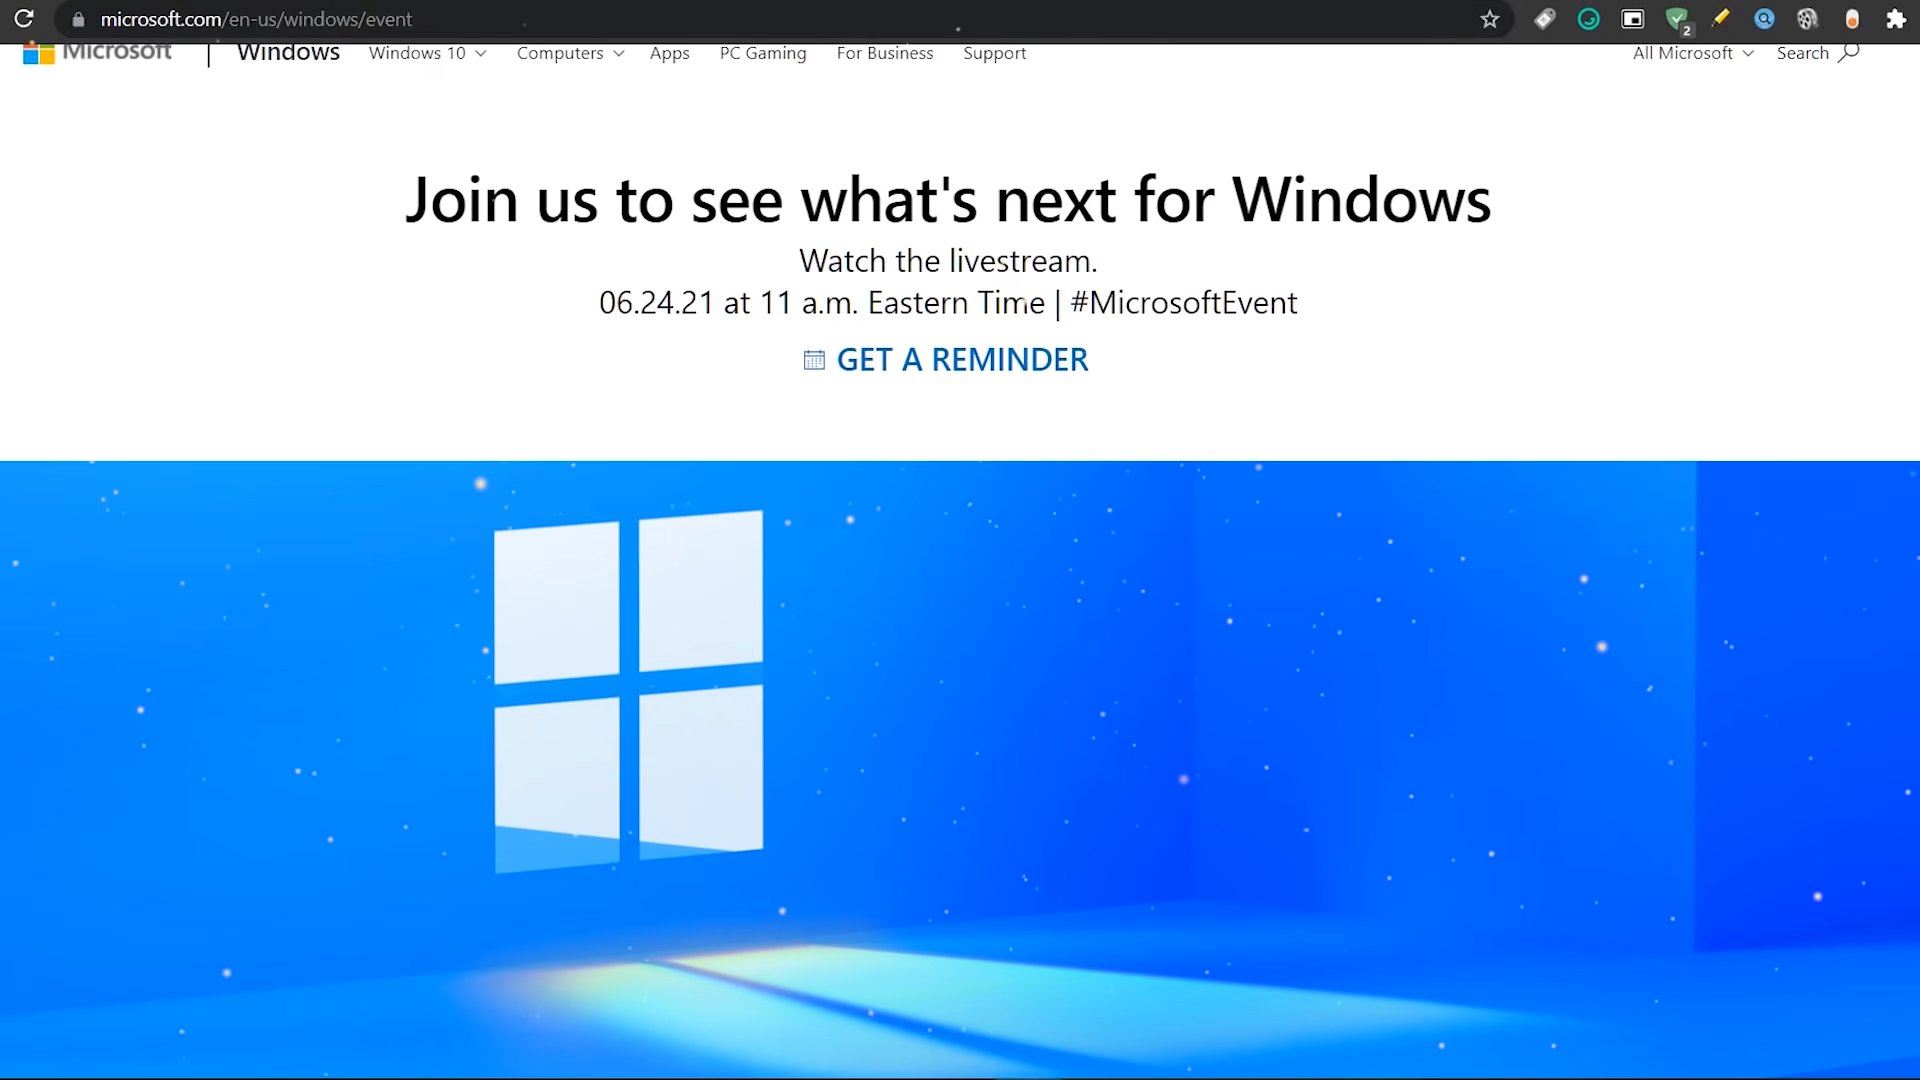 microsoft.com/en-us/windows/event
2
Microsoft Windows Windows 10 Computers Apps PC Gaming For Business Support All Microsoft Search
Join us to see what's next for Windows
Watch the livestream.
06.24.21 at 11 a.m. Eastern Time | #MicrosoftEvent
GET A REMINDER